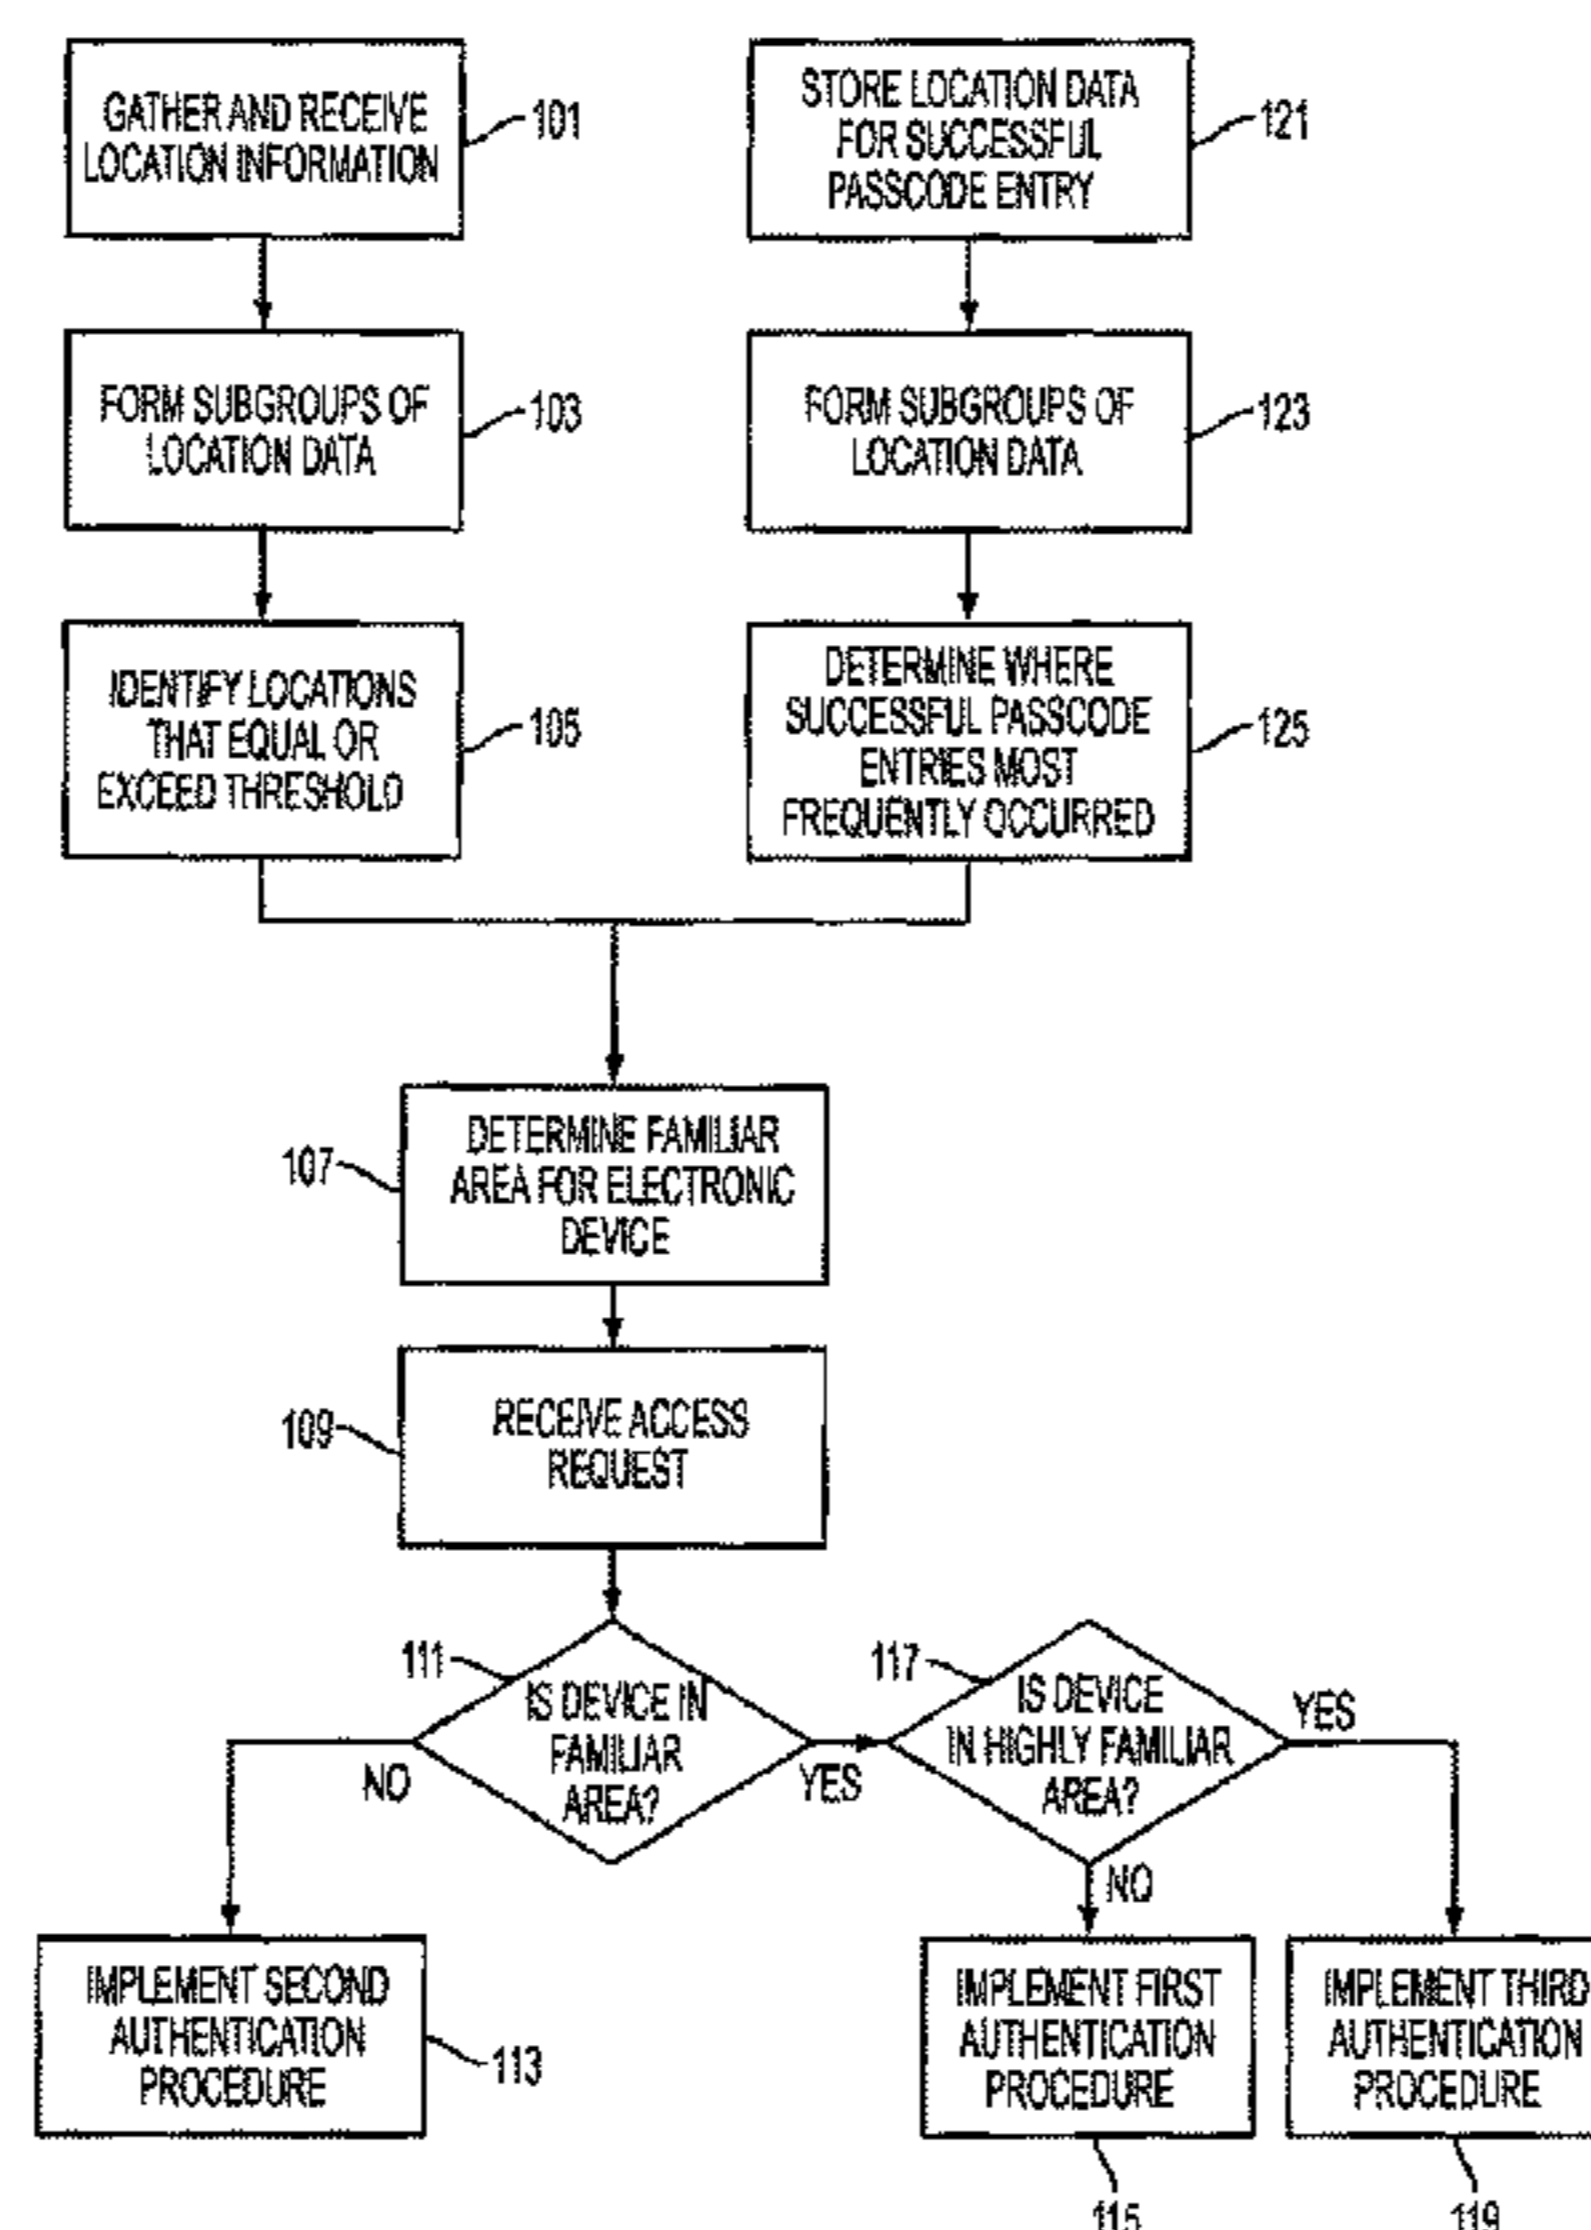 GATHER AND RECEIVE
LOCATION INFORMATION
101
FORM SUBGROUPS OF
LOCATION DATA
103
IDENTIFY LOCATIONS
THAT EQUAL OR
EXCEED THRESHOLD
105
STORE LOCATION DATA
FOR SUCCESSFUL
PASSCODE ENTRY
121
FORM SUBGROUPS OF
LOCATION DATA
123
DETERMINE WHERE
SUCCESSFUL PASSCODE
ENTRIES MOST
FREQUENTLY OCCURRED
125
107
DETERMINE FAMILIAR
AREA FOR ELECTRONIC
DEVICE
109
RECEIVE ACCESS
REQUEST
111
IS DEVICE IN
FAMILIAR
AREA?
NO
YES
117
IS DEVICE
IN HIGHLY FAMILIAR
AREA?
YES
NO
IMPLEMENT SECOND
AUTHENTICATION
PROCEDURE
113
IMPLEMENT FIRST
AUTHENTICATION
PROCEDURE
115
IMPLEMENT THIRD
AUTHENTICATION
PROCEDURE
119